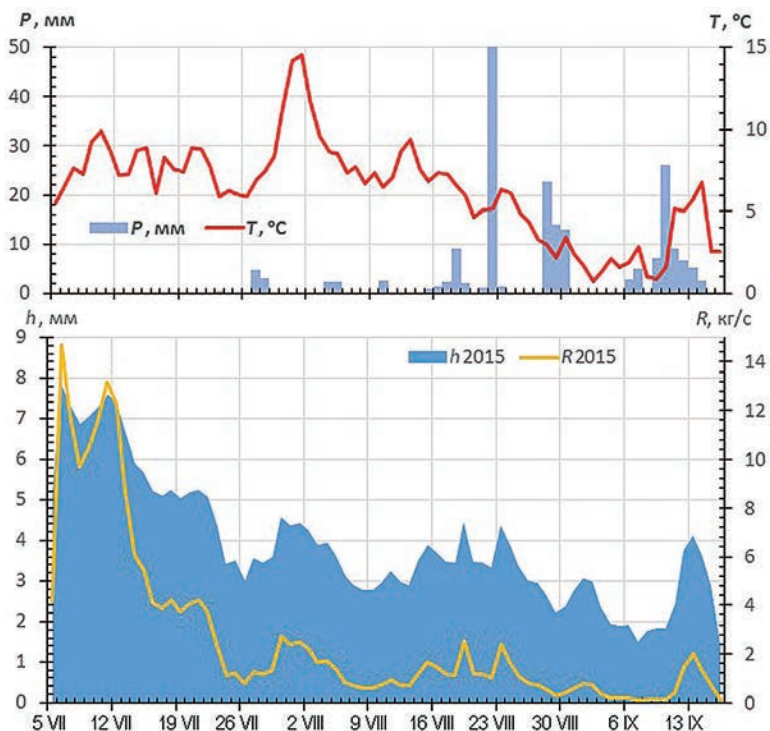 P, мм
T, °C
50
40
30
20
10
0
15
10
5
0
P, мм
T, °C
h, мм
R, кг/с
9
8
7
6
5
4
3
2
1
0
14
12
10
8
6
4
2
0
h 2015
R 2015
5 VII
12 VII
19 VII
26 VII
2 VIII
9 VIII
16 VIII
23 VIII
30 VIII
6 IX
13 IX